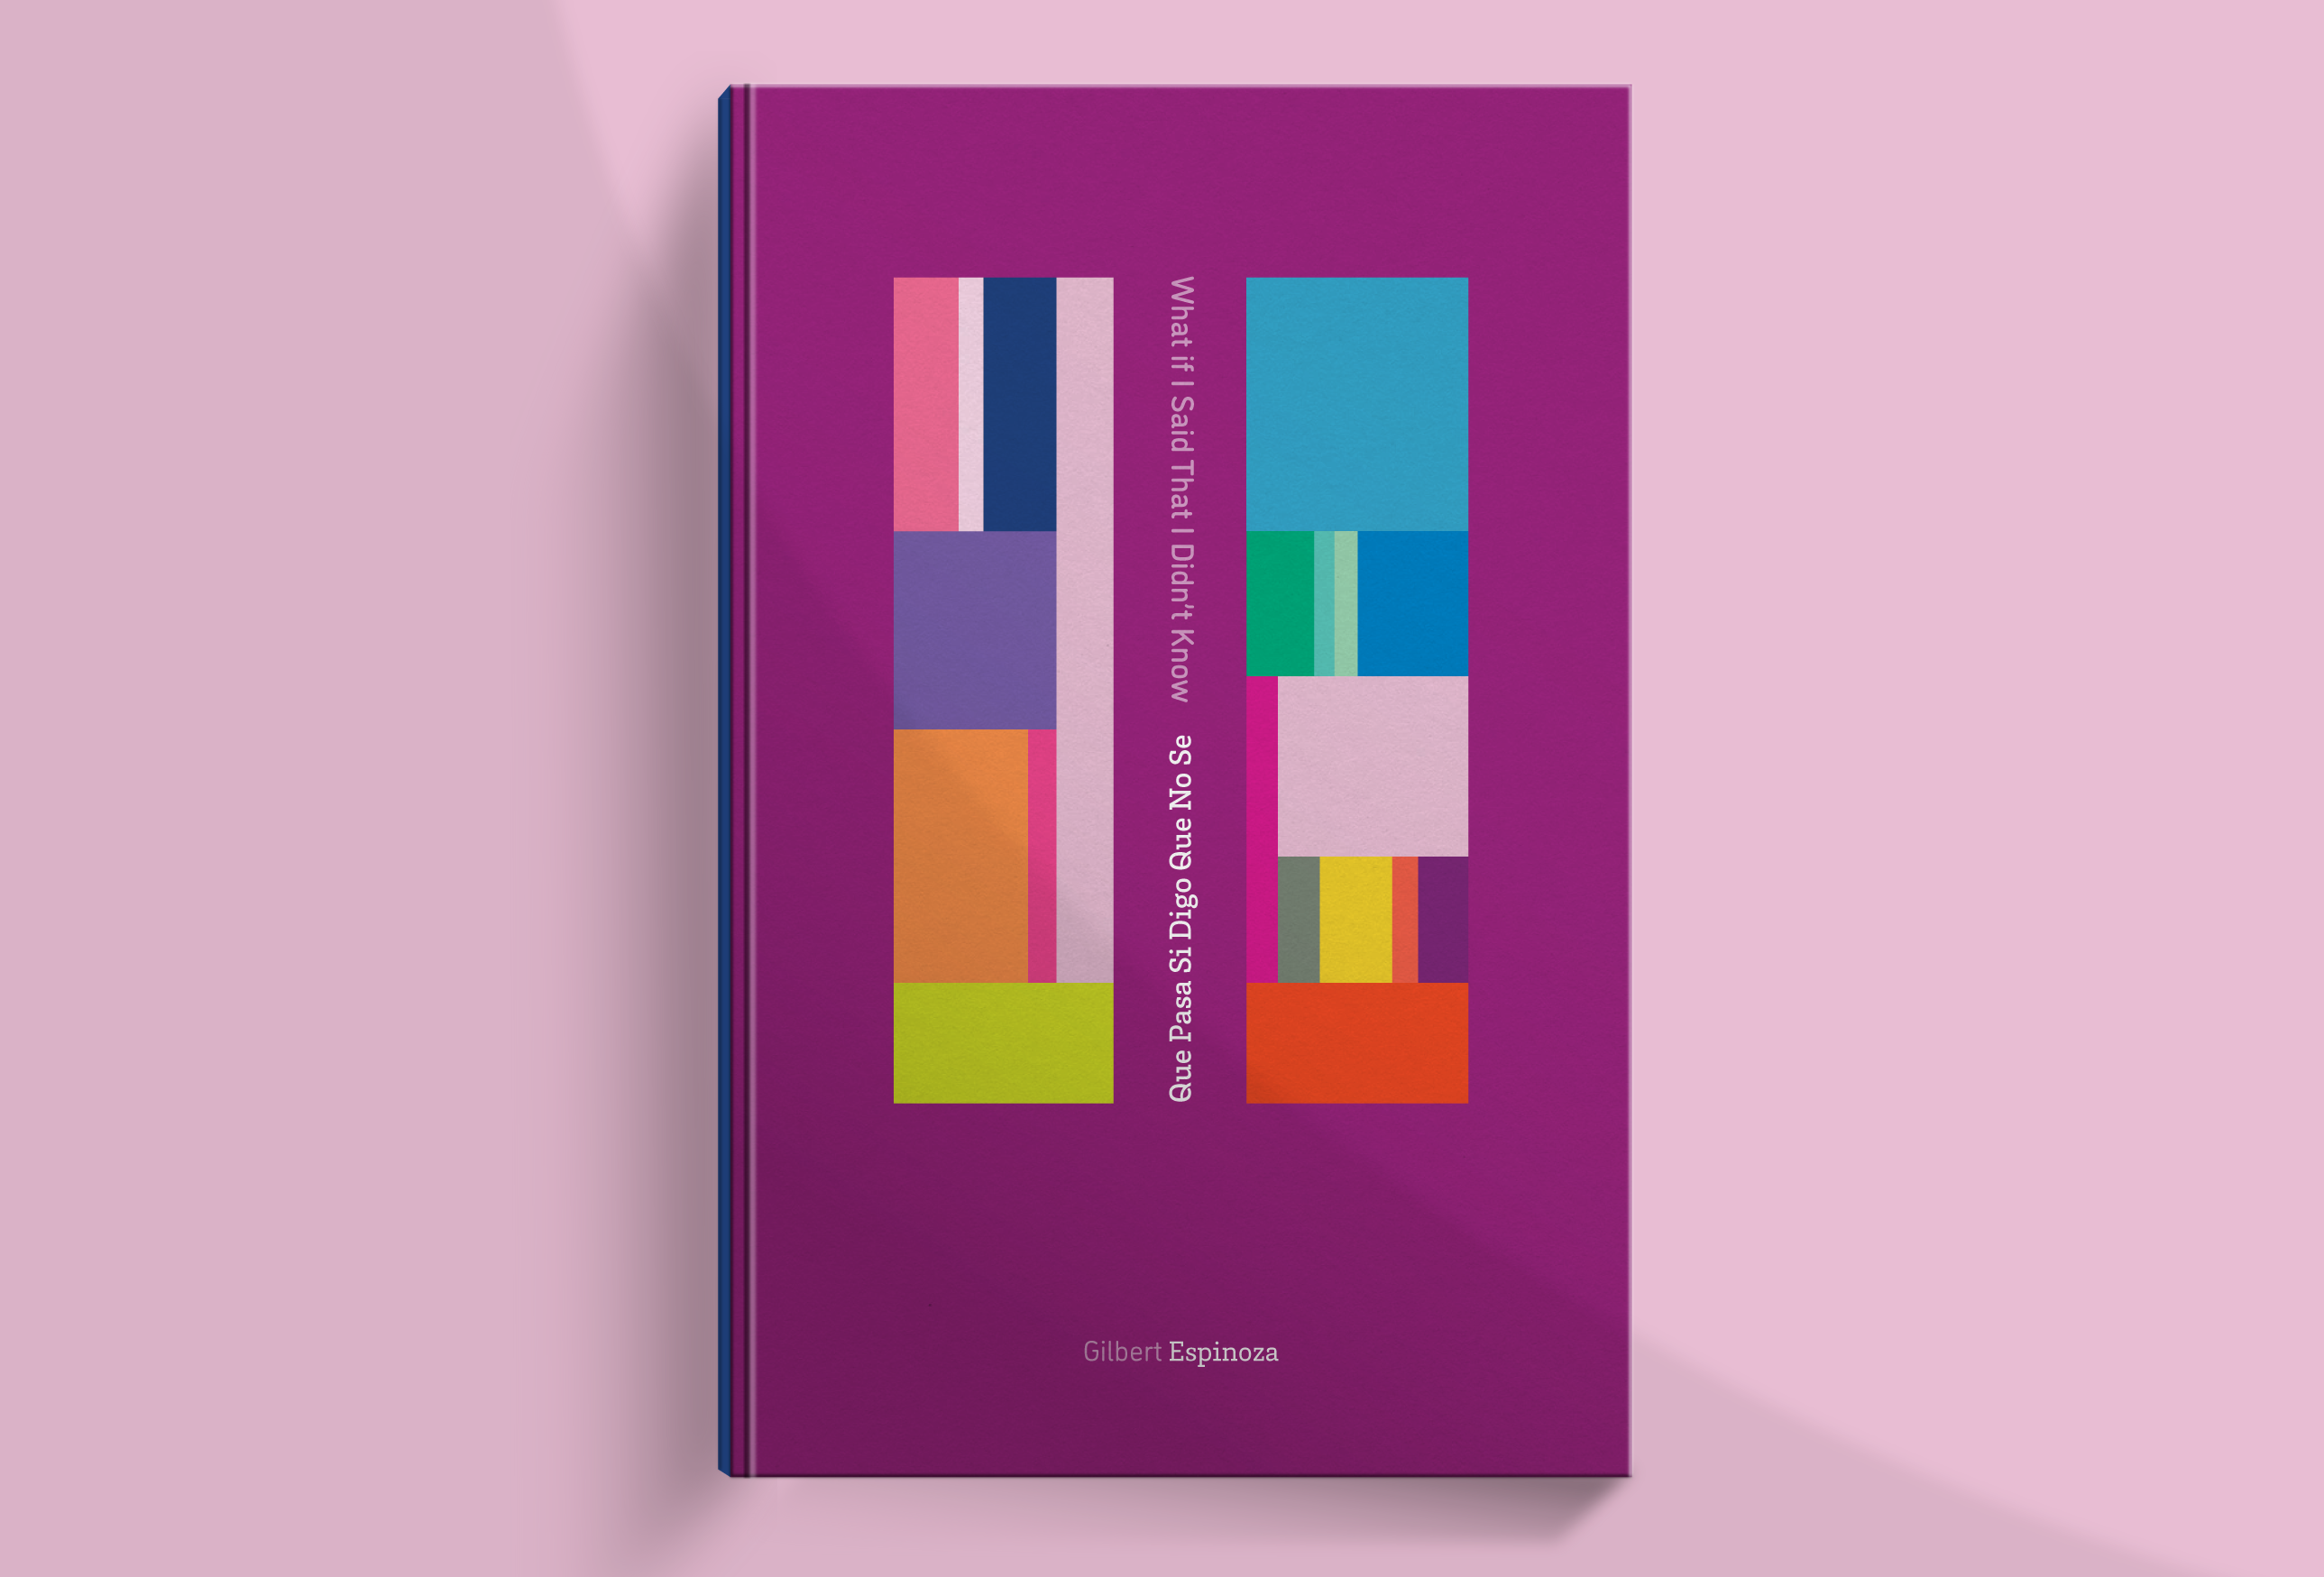 What if I Said That I Didn't Know
Que Pasa Si Digo Que No Se
Gilbert Espinoza